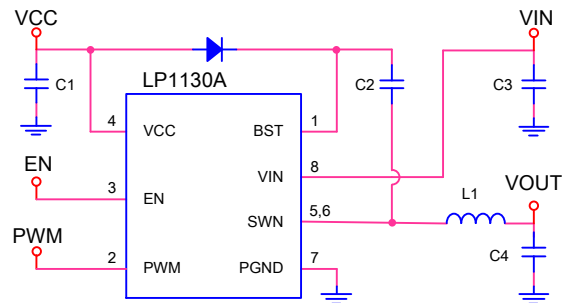 VCC
VIN
C1
LP1130A
C2
C3
4
VCC
BST
1
VIN
8
EN
3
EN
L1
VOUT
SWN
5,6
PWM
2
PWM
PGND
7
C4